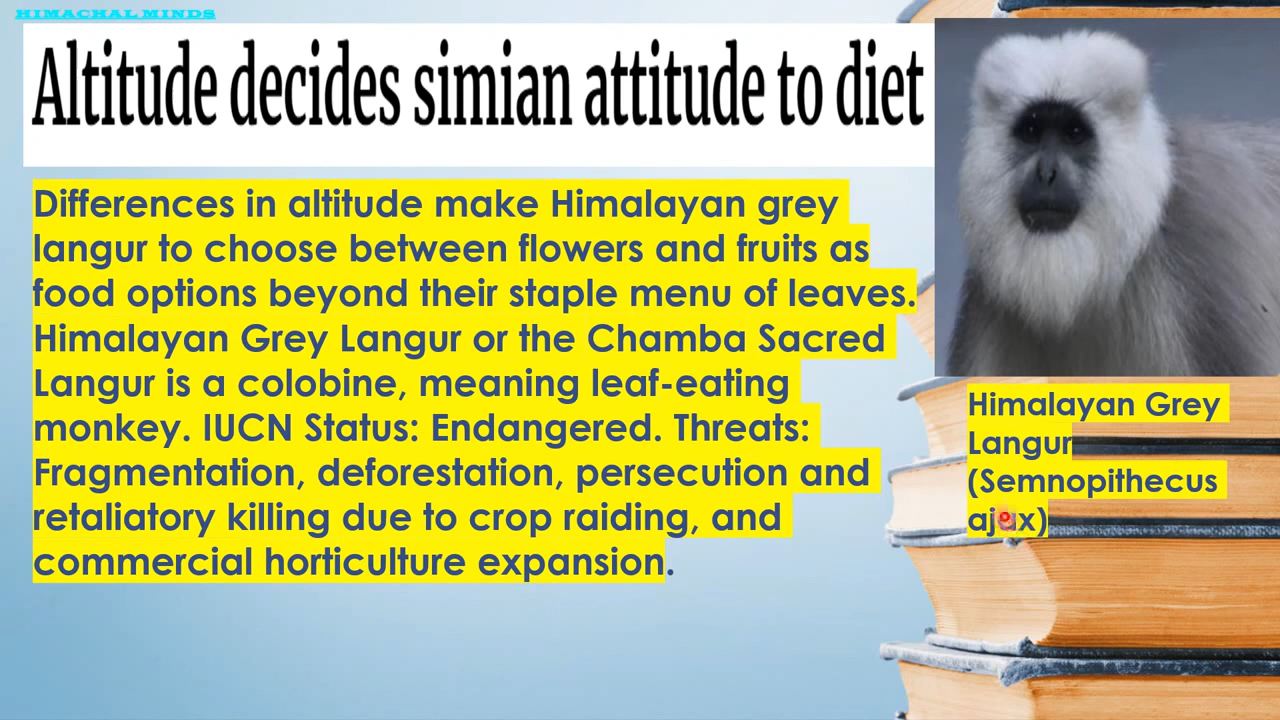 HIMACHAL MINDS
Altitude decides simian attitude to diet
Differences in altitude make Himalayan grey
langur to choose between flowers and fruits as
food options beyond their staple menu of leaves.
Himalayan Grey Langur or the Chamba Sacred
Langur is a colobine, meaning leaf-eating
monkey. IUCN Status: Endangered. Threats:
Fragmentation, deforestation, persecution and
retaliatory killing due to crop raiding, and
commercial horticulture expansion.
Himalayan Grey
Langur
(Semnopithecus
ajax)